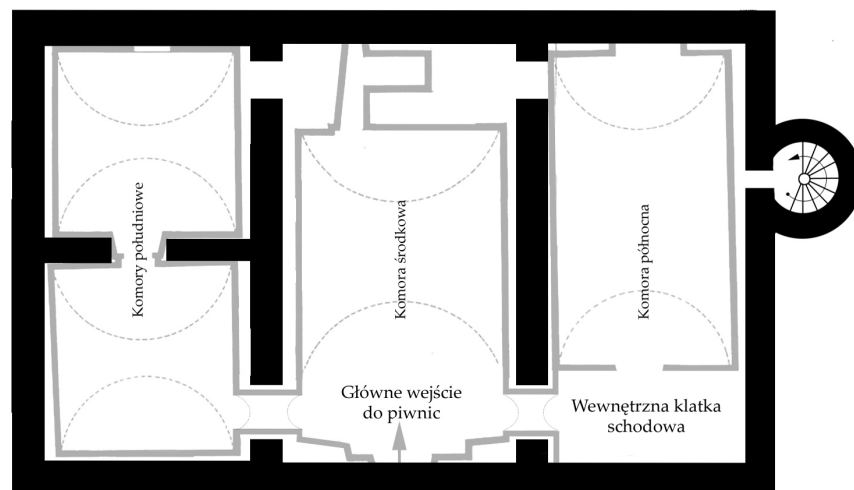 Komory południowe
Komora środkowa
Komora północna
Główne wejście
do piwnic
Wewnętrzna klatka
schodowa